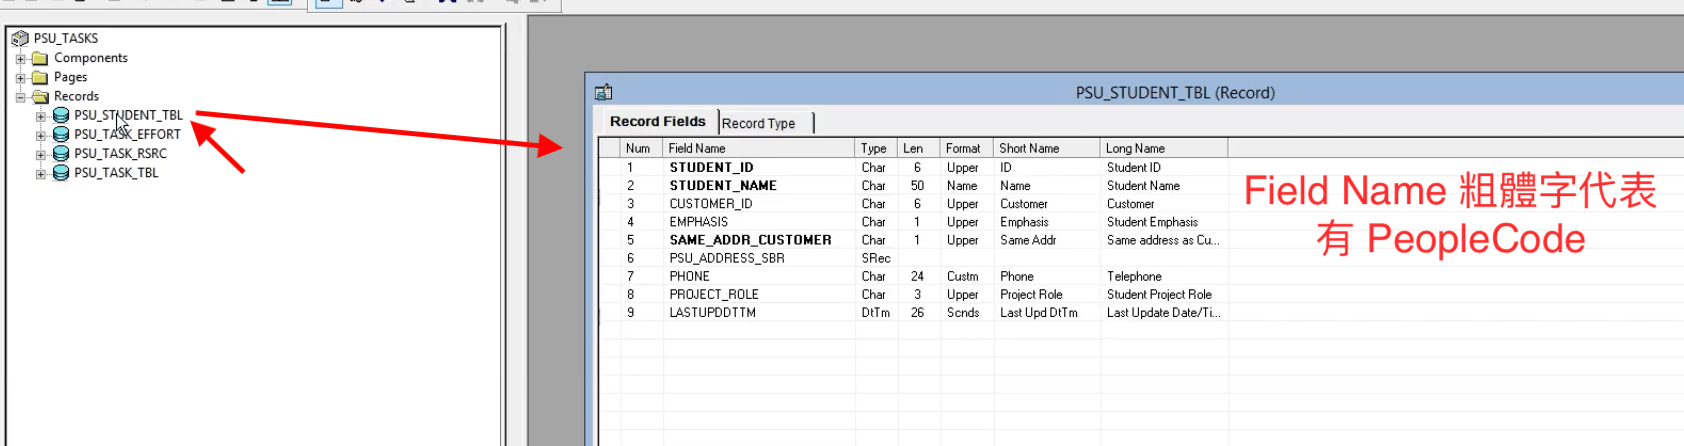 PSU_TASKS
Components
Pages
Records
PSU_STUDENT_TBL
PSU_TASK_EFFORT
PSU_TASK_RSRC
PSU_TASK_TBL
PSU_STUDENT_TBL (Record)
Record Fields Record Type
Num Field Name Type Len Format Short Name Long Name
1 STUDENT_ID Char 6 Upper ID Student ID
2 STUDENT_NAME Char 50 Name Name Student Name
3 CUSTOMER_ID Char 6 Upper Customer Customer
4 EMPHASIS Char 1 Upper Emphasis Student Emphasis
5 SAME_ADDR_CUSTOMER Char 1 Upper Same Addr Same address as Cu...
6 PSU_ADDRESS_SBR SRec
7 PHONE Char 24 Custm Phone Telephone
8 PROJECT_ROLE Char 3 Upper Project Role Student Project Role
9 LASTUPDDTTM DtTm 26 Scnds Last Upd DtTm Last Update Date/Ti...
Field Name 粗體字代表
有 PeopleCode